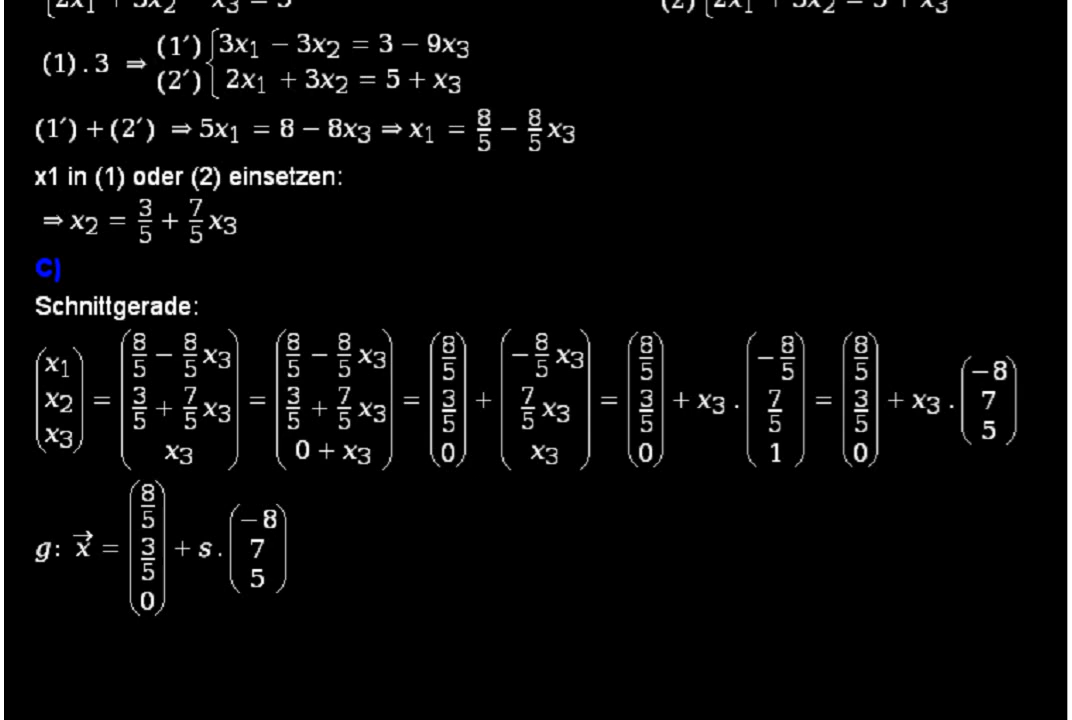 (1) . 3 ⇒ (1′) { 3x₁ − 3x₂ = 3 − 9x₃
(2′) { 2x₁ + 3x₂ = 5 + x₃
(1′) + (2′) ⇒ 5x₁ = 8 − 8x₃ ⇒ x₁ = 8/5 − 8/5 x₃
x1 in (1) oder (2) einsetzen:
⇒ x₂ = 3/5 + 7/5 x₃
C)
Schnittgerade:
(x₁, x₂, x₃) = (8/5 − 8/5 x₃, 3/5 + 7/5 x₃, x₃) = (8/5 − 8/5 x₃, 3/5 + 7/5 x₃, 0 + x₃) = (8/5, 3/5, 0) + (−8/5 x₃, 7/5 x₃, x₃) = (8/5, 3/5, 0) + x₃ . (−8/5, 7/5, 1) = (8/5, 3/5, 0) + x₃ . (−8, 7, 5)
g: x⃗ = (8/5, 3/5, 0) + s . (−8, 7, 5)